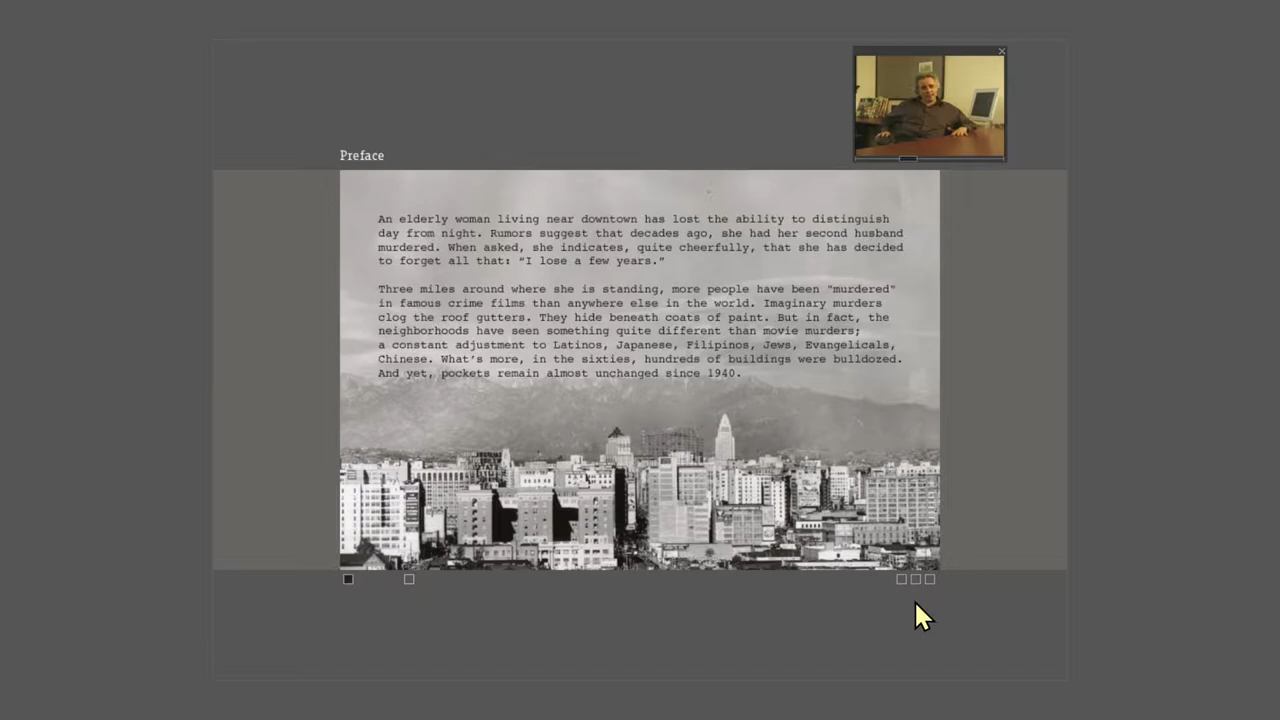 Preface
An elderly woman living near downtown has lost the ability to distinguish
day from night. Rumors suggest that decades ago, she had her second husband
murdered. When asked, she indicates, quite cheerfully, that she has decided
to forget all that: “I lose a few years.”
Three miles around where she is standing, more people have been "murdered"
in famous crime films than anywhere else in the world. Imaginary murders
clog the roof gutters. They hide beneath coats of paint. But in fact, the
neighborhoods have seen something quite different than movie murders;
a constant adjustment to Latinos, Japanese, Filipinos, Jews, Evangelicals,
Chinese. What’s more, in the sixties, hundreds of buildings were bulldozed.
And yet, pockets remain almost unchanged since 1940.